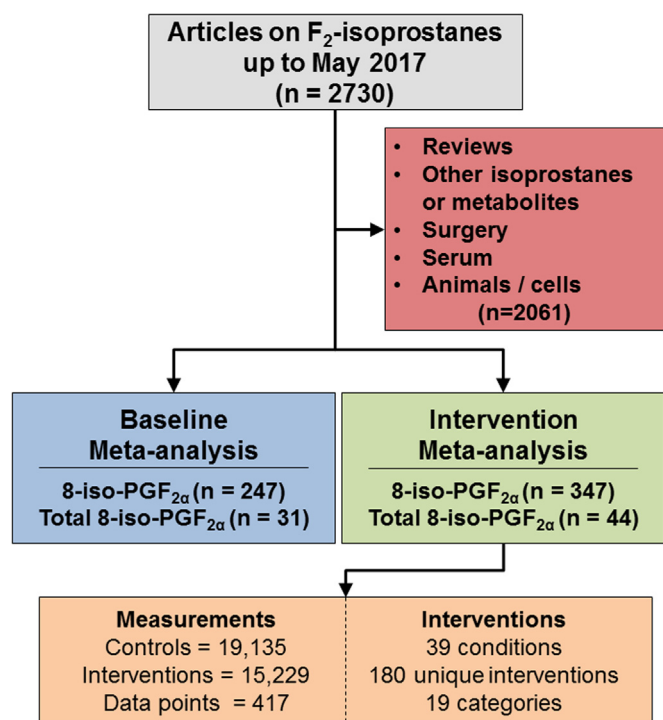 Articles on F₂-isoprostanes
up to May 2017
(n = 2730)
• Reviews
• Other isoprostanes
or metabolites
• Surgery
• Serum
• Animals / cells
(n=2061)
Baseline
Meta-analysis
8-iso-PGF₂α (n = 247)
Total 8-iso-PGF₂α (n = 31)
Intervention
Meta-analysis
8-iso-PGF₂α (n = 347)
Total 8-iso-PGF₂α (n = 44)
Measurements
Controls = 19,135
Interventions = 15,229
Data points = 417
Interventions
39 conditions
180 unique interventions
19 categories